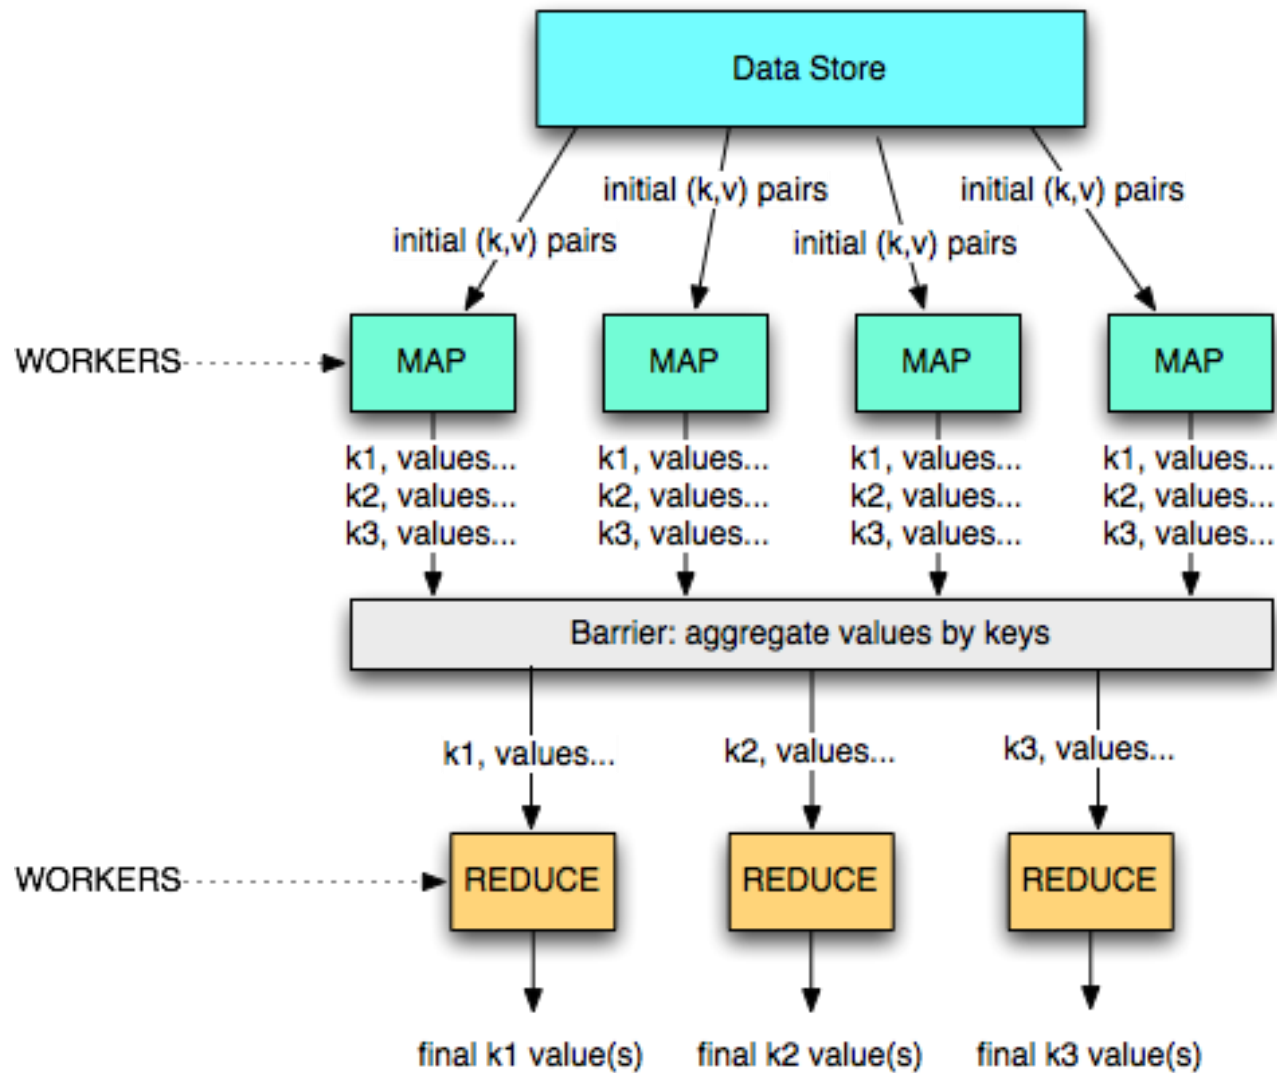 Data Store
initial (k,v) pairs
initial (k,v) pairs
initial (k,v) pairs
initial (k,v) pairs
WORKERS
MAP
MAP
MAP
MAP
k1, values...
k2, values...
k3, values...
k1, values...
k2, values...
k3, values...
k1, values...
k2, values...
k3, values...
k1, values...
k2, values...
k3, values...
Barrier: aggregate values by keys
k1, values...
k2, values...
k3, values...
WORKERS
REDUCE
REDUCE
REDUCE
final k1 value(s)
final k2 value(s)
final k3 value(s)